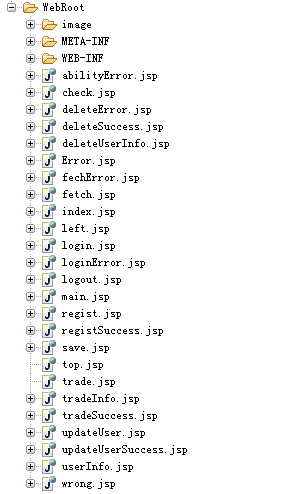 WebRoot
image
META-INF
WEB-INF
abilityError.jsp
check.jsp
deleteError.jsp
deleteSuccess.jsp
deleteUserInfo.jsp
Error.jsp
fechError.jsp
fetch.jsp
index.jsp
left.jsp
login.jsp
loginError.jsp
logout.jsp
main.jsp
regist.jsp
registSuccess.jsp
save.jsp
top.jsp
trade.jsp
tradeInfo.jsp
tradeSuccess.jsp
updateUser.jsp
updateUserSuccess.jsp
userInfo.jsp
wrong.jsp